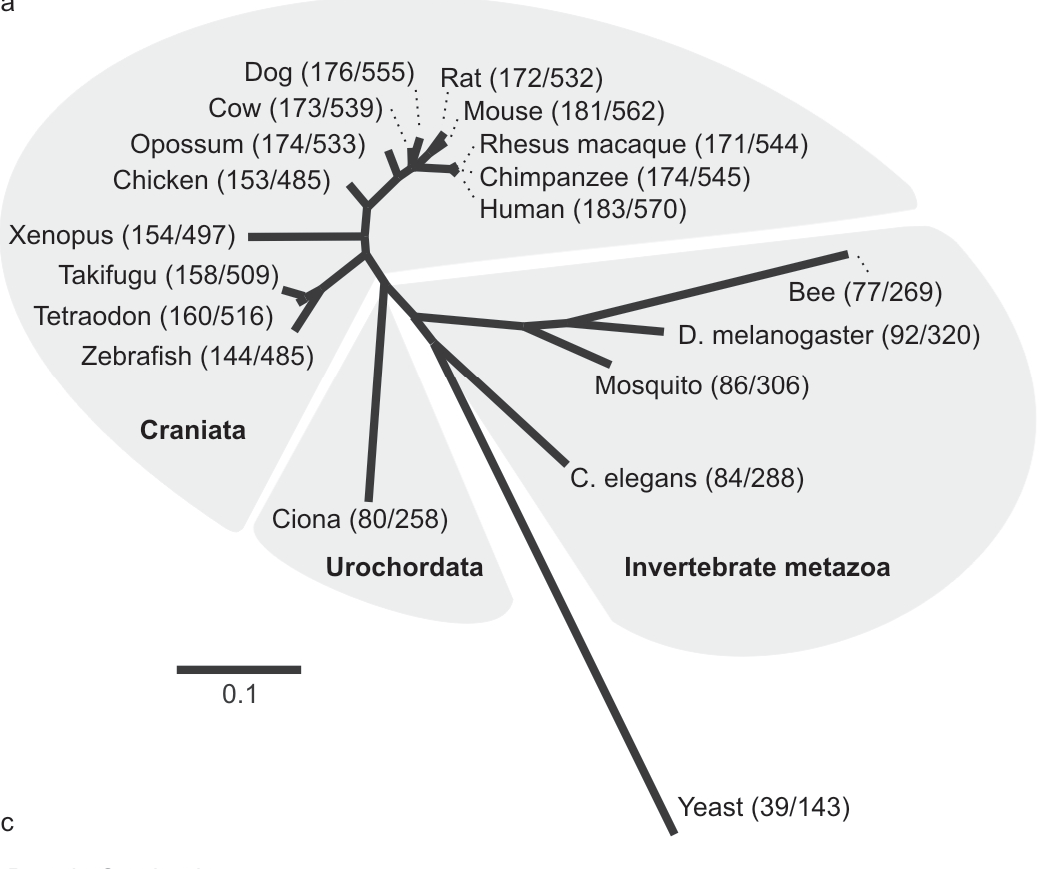 a
Dog (176/555)
Rat (172/532)
Cow (173/539)
Mouse (181/562)
Opossum (174/533)
Rhesus macaque (171/544)
Chicken (153/485)
Chimpanzee (174/545)
Human (183/570)
Xenopus (154/497)
Takifugu (158/509)
Bee (77/269)
Tetraodon (160/516)
D. melanogaster (92/320)
Zebrafish (144/485)
Mosquito (86/306)
Craniata
C. elegans (84/288)
Ciona (80/258)
Urochordata
Invertebrate metazoa
0.1
Yeast (39/143)
c